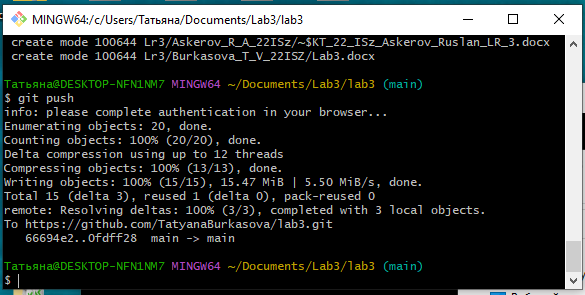 MINGW64:/c/Users/Татьяна/Documents/Lab3/lab3
create mode 100644 Lr3/Askerov_R_A_22ISz/~$KT_22_ISz_Askerov_Ruslan_LR_3.docx
create mode 100644 Lr3/Burkasova_T_V_22ISZ/Lab3.docx
Татьяна@DESKTOP-NFN1NM7 MINGW64 ~/Documents/Lab3/lab3 (main)
$ git push
info: please complete authentication in your browser...
Enumerating objects: 20, done.
Counting objects: 100% (20/20), done.
Delta compression using up to 12 threads
Compressing objects: 100% (13/13), done.
Writing objects: 100% (15/15), 15.47 MiB | 5.50 MiB/s, done.
Total 15 (delta 3), reused 1 (delta 0), pack-reused 0
remote: Resolving deltas: 100% (3/3), completed with 3 local objects.
To https://github.com/TatyanaBurkasova/lab3.git
66694e2..0fdff28  main -> main
Татьяна@DESKTOP-NFN1NM7 MINGW64 ~/Documents/Lab3/lab3 (main)
$